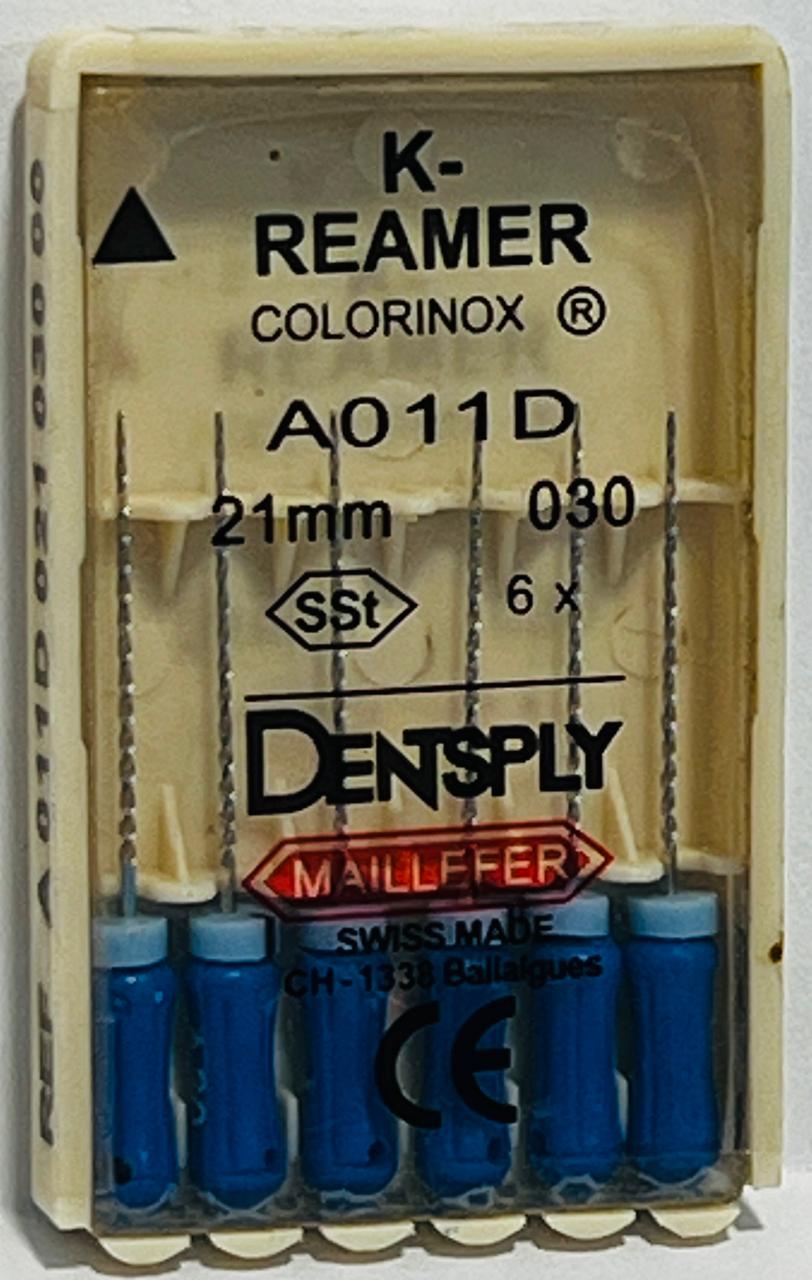 K-
REAMER
COLORINOX ®
A011D
21mm 030
SSt 6 x
DENTSPLY
MAILLEFER
SWISS MADE
CH-1338 Ballaigues
CE
REF A 011D 021 030 00